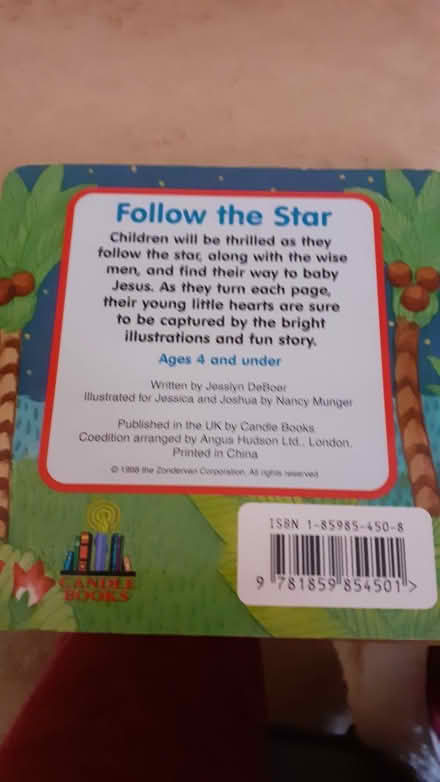 Follow the Star
Children will be thrilled as they
follow the star, along with the wise
men, and find their way to baby
Jesus. As they turn each page,
their young little hearts are sure
to be captured by the bright
illustrations and fun story.
Ages 4 and under
Written by Jesslyn DeBoer
Illustrated for Jessica and Joshua by Nancy Munger
Published in the UK by Candle Books.
Coedition arranged by Angus Hudson Ltd., London.
Printed in China
© 1998 the Zondervan Corporation. All rights reserved
ISBN 1-85985-450-8
9 781859 854501 >
CANDLE
BOOKS